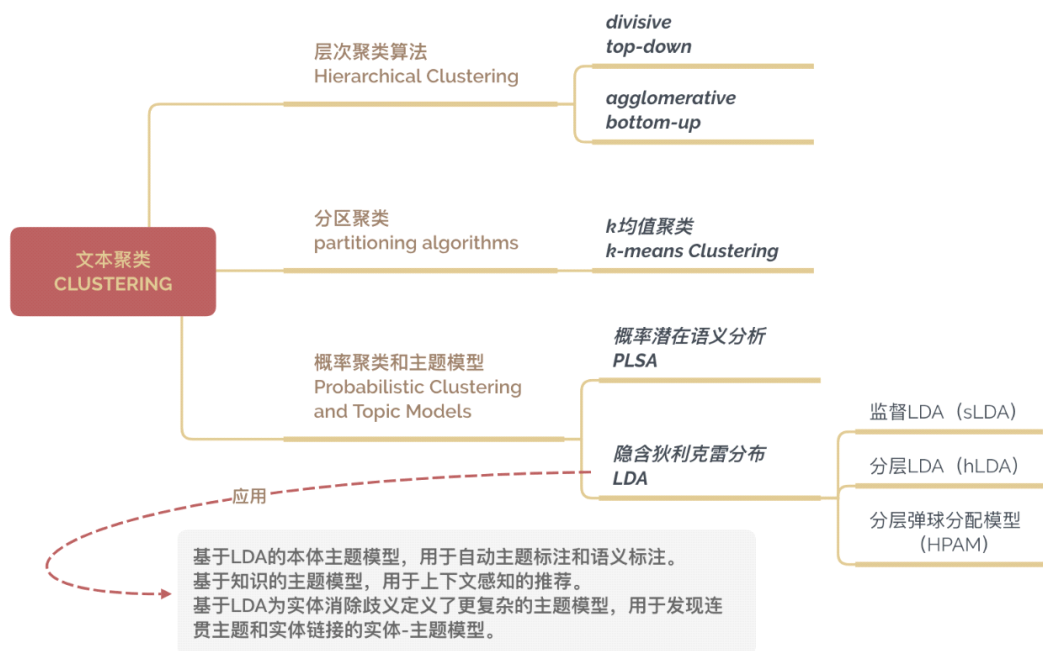 层次聚类算法
Hierarchical Clustering
divisive
top-down
agglomerative
bottom-up
文本聚类
CLUSTERING
分区聚类
partitioning algorithms
k均值聚类
k-means Clustering
概率聚类和主题模型
Probabilistic Clustering
and Topic Models
概率潜在语义分析
PLSA
隐含狄利克雷分布
LDA
监督LDA（sLDA）
分层LDA（hLDA）
分层弹球分配模型
（HPAM）
应用
基于LDA的本体主题模型，用于自动主题标注和语义标注。
基于知识的主题模型，用于上下文感知的推荐。
基于LDA为实体消除歧义定义了更复杂的主题模型，用于发现连
贯主题和实体链接的实体-主题模型。